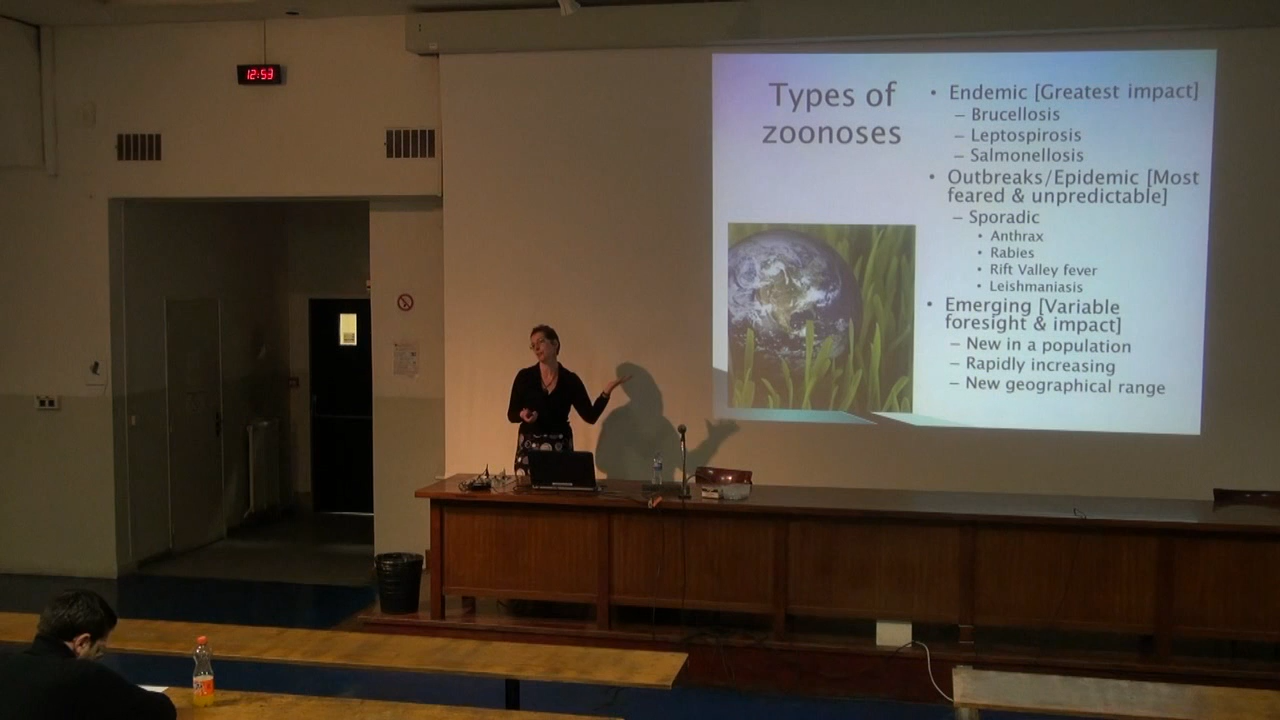 12:53
Types of
zoonoses
• Endemic [Greatest impact]
– Brucellosis
– Leptospirosis
– Salmonellosis
• Outbreaks/Epidemic [Most
feared & unpredictable]
– Sporadic
• Anthrax
• Rabies
• Rift Valley fever
• Leishmaniasis
• Emerging [Variable
foresight & impact]
– New in a population
– Rapidly increasing
– New geographical range